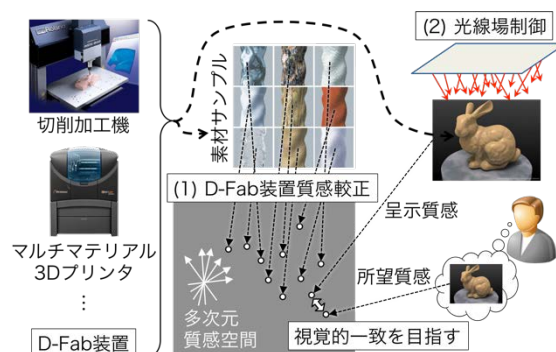 (2) 光線場制御
切削加工機
素材サンプル
(1) D-Fab装置質感較正
マルチマテリアル
3Dプリンタ
⋮
D-Fab装置
多次元
質感空間
呈示質感
所望質感
視覚的一致を目指す